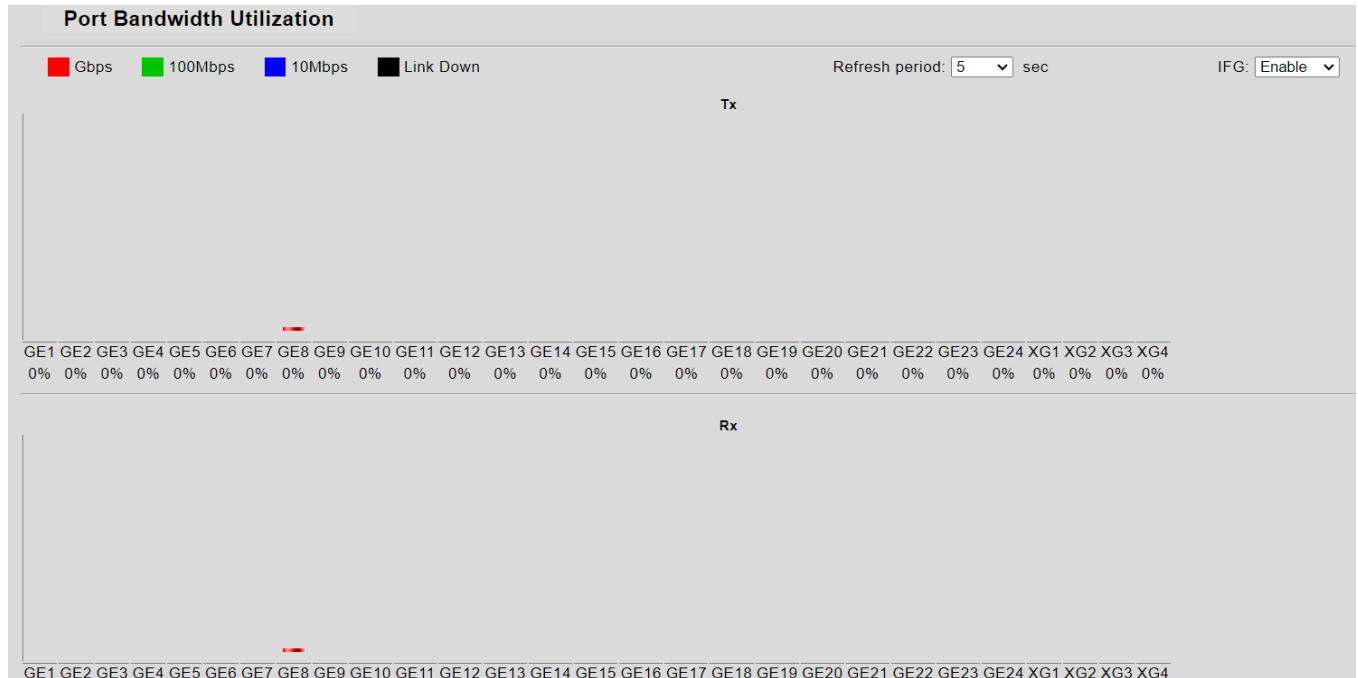 Port Bandwidth Utilization
Gbps 100Mbps 10Mbps Link Down Refresh period: 5 sec IFG: Enable
Tx
GE1 GE2 GE3 GE4 GE5 GE6 GE7 GE8 GE9 GE10 GE11 GE12 GE13 GE14 GE15 GE16 GE17 GE18 GE19 GE20 GE21 GE22 GE23 GE24 XG1 XG2 XG3 XG4
0% 0% 0% 0% 0% 0% 0% 0% 0% 0% 0% 0% 0% 0% 0% 0% 0% 0% 0% 0% 0% 0% 0% 0% 0% 0% 0% 0%
Rx
GE1 GE2 GE3 GE4 GE5 GE6 GE7 GE8 GE9 GE10 GE11 GE12 GE13 GE14 GE15 GE16 GE17 GE18 GE19 GE20 GE21 GE22 GE23 GE24 XG1 XG2 XG3 XG4